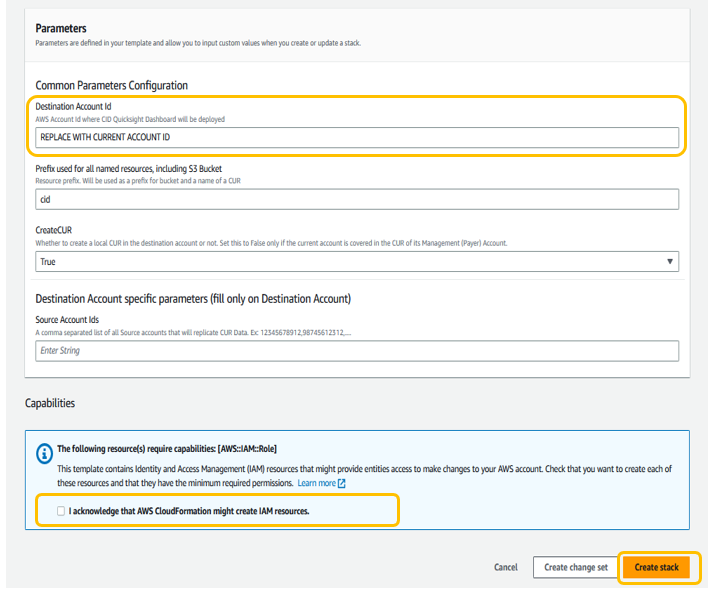 Parameters
Parameters are defined in your template and allow you to input custom values when you create or update a stack.
Common Parameters Configuration
Destination Account Id
AWS Account Id where CID Quicksight Dashboard will be deployed
REPLACE WITH CURRENT ACCOUNT ID
Prefix used for all named resources, including S3 Bucket
Resource prefix. Will be used as a prefix for bucket and a name of a CUR
cid
CreateCUR
Whether to create a local CUR in the destination account or not. Set this to False only if the current account is covered in the CUR of its Management (Payer) Account.
True
Destination Account specific parameters (fill only on Destination Account)
Source Account Ids
A comma separated list of all Source accounts that will replicate CUR Data. Ex: 12345678912,98745612312,...
Enter String
Capabilities
The following resource(s) require capabilities: [AWS::IAM::Role]
This template contains Identity and Access Management (IAM) resources that might provide entities access to make changes to your AWS account. Check that you want to create each of
these resources and that they have the minimum required permissions. Learn more
I acknowledge that AWS CloudFormation might create IAM resources.
Cancel Create change set Create stack